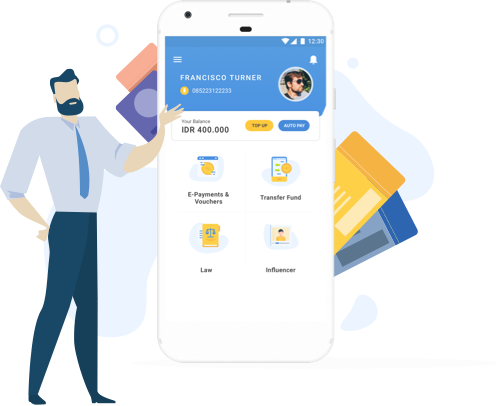 12:30
FRANCISCO TURNER
085223122233
Your Balance
IDR 400.000
TOP UP
AUTO PAY
E-Payments &
Vouchers
Transfer Fund
Law
Influencer